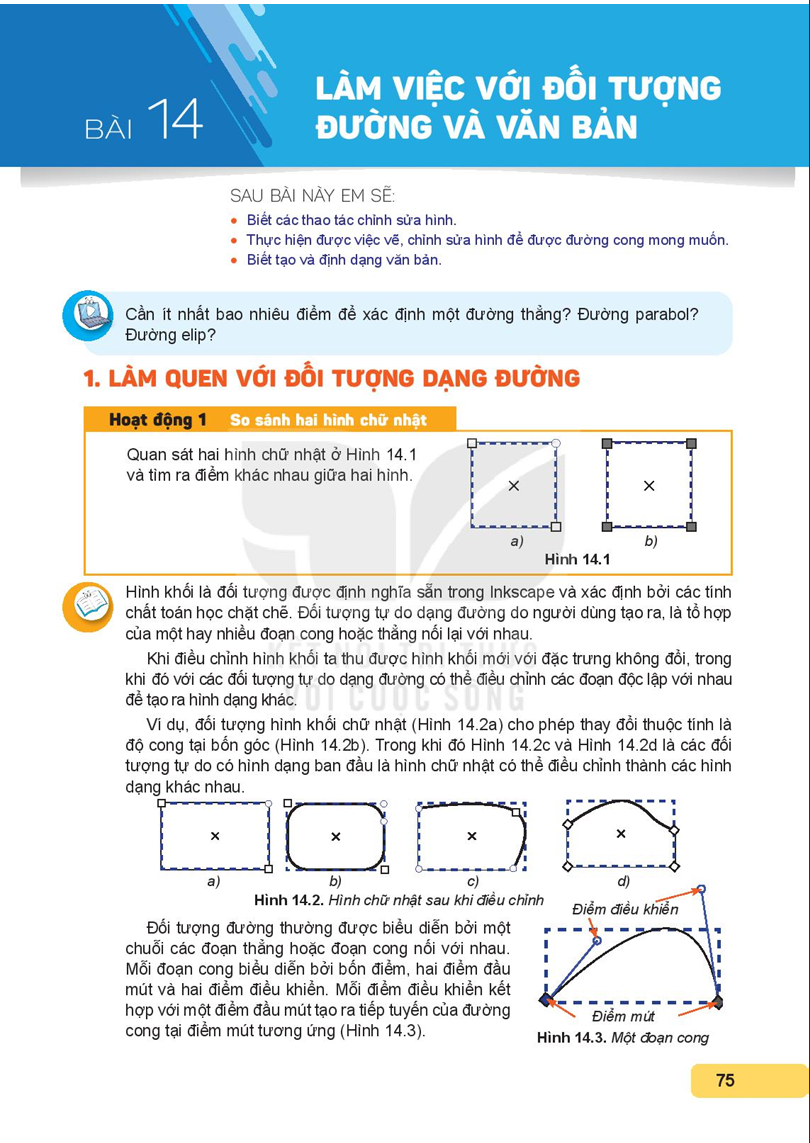 BÀI 14
LÀM VIỆC VỚI ĐỐI TƯỢNG
ĐƯỜNG VÀ VĂN BẢN
SAU BÀI NÀY EM SẼ:
• Biết các thao tác chỉnh sửa hình.
• Thực hiện được việc vẽ, chỉnh sửa hình để được đường cong mong muốn.
• Biết tạo và định dạng văn bản.
Cần ít nhất bao nhiêu điểm để xác định một đường thẳng? Đường parabol?
Đường elip?
1. LÀM QUEN VỚI ĐỐI TƯỢNG DẠNG ĐƯỜNG
Hoạt động 1 So sánh hai hình chữ nhật
Quan sát hai hình chữ nhật ở Hình 14.1
và tìm ra điểm khác nhau giữa hai hình.
a) b)
Hình 14.1
Hình khối là đối tượng được định nghĩa sẵn trong Inkscape và xác định bởi các tính
chất toán học chặt chẽ. Đối tượng tự do dạng đường do người dùng tạo ra, là tổ hợp
của một hay nhiều đoạn cong hoặc thẳng nối lại với nhau.
KẾT NỐI TRI THỨC
VỚI CUỘC SỐNG
Khi điều chỉnh hình khối ta thu được hình khối mới với đặc trưng không đổi, trong
khi đó với các đối tượng tự do dạng đường có thể điều chỉnh các đoạn độc lập với nhau
để tạo ra hình dạng khác.
Ví dụ, đối tượng hình khối chữ nhật (Hình 14.2a) cho phép thay đổi thuộc tính là
độ cong tại bốn góc (Hình 14.2b). Trong khi đó Hình 14.2c và Hình 14.2d là các đối
tượng tự do có hình dạng ban đầu là hình chữ nhật có thể điều chỉnh thành các hình
dạng khác nhau.
a) b) c) d)
Hình 14.2. Hình chữ nhật sau khi điều chỉnh
Đối tượng đường thường được biểu diễn bởi một
chuỗi các đoạn thẳng hoặc đoạn cong nối với nhau.
Mỗi đoạn cong biểu diễn bởi bốn điểm, hai điểm đầu
mút và hai điểm điều khiển. Mỗi điểm điều khiển kết
hợp với một điểm đầu mút tạo ra tiếp tuyến của đường
cong tại điểm mút tương ứng (Hình 14.3).
Điểm điều khiển
Điểm mút
Hình 14.3. Một đoạn cong
75